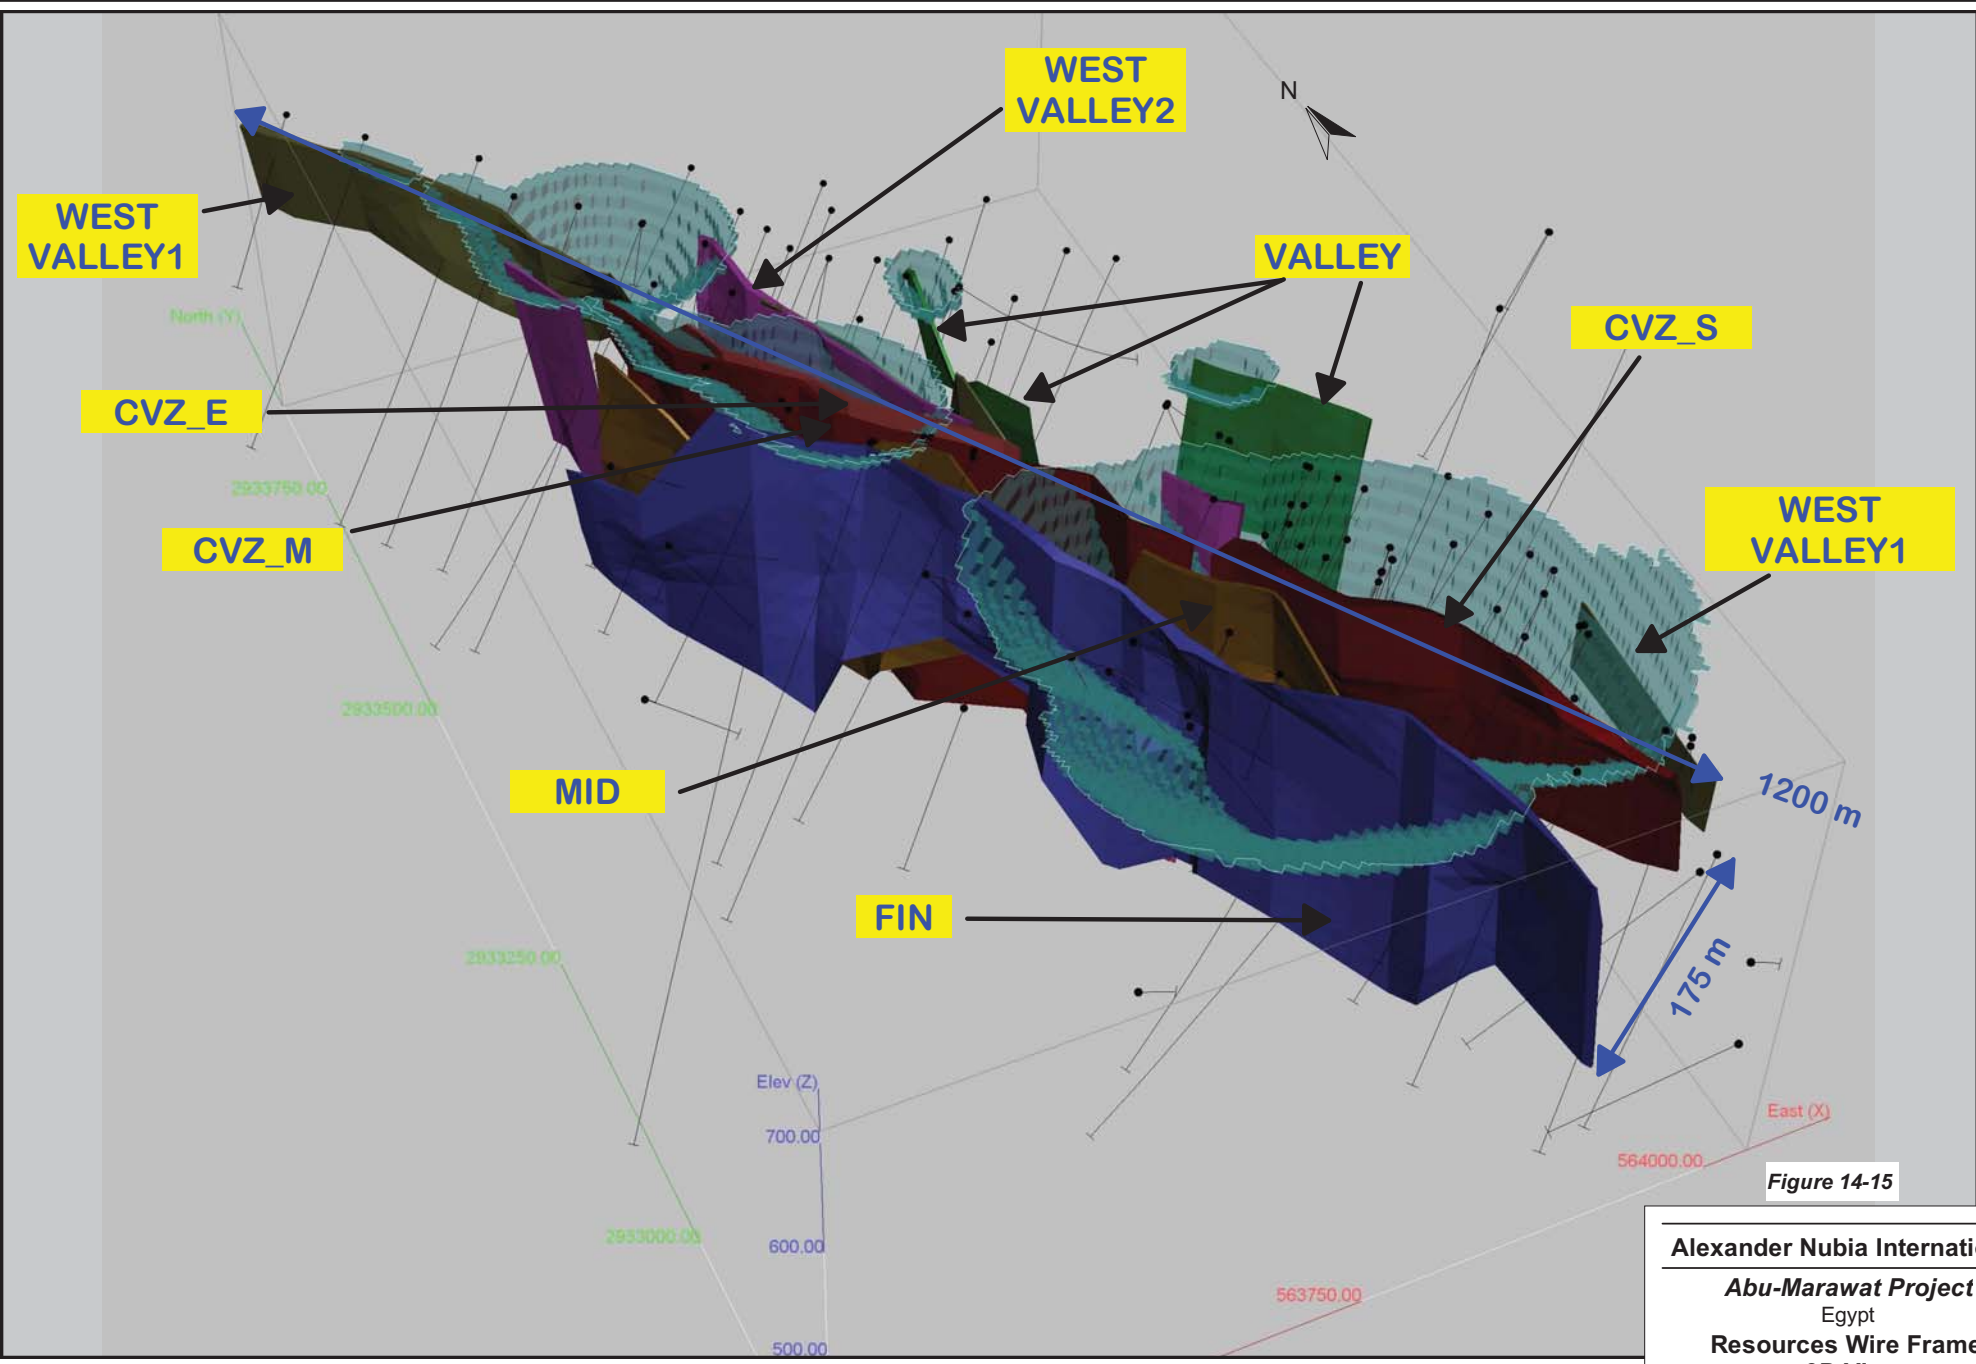 WEST
VALLEY2
N
WEST
VALLEY1
VALLEY
CVZ_S
North (Y)
CVZ_E
2933750.00
WEST
VALLEY1
CVZ_M
2933500.00
MID
1200 m
FIN
2933250.00
175 m
Elev (Z)
700.00
East (X)
564000.00
Figure 14-15
2933000.00
600.00
Alexander Nubia Internati
Abu-Marawat Project
Egypt
563750.00
Resources Wire Frame
500.00